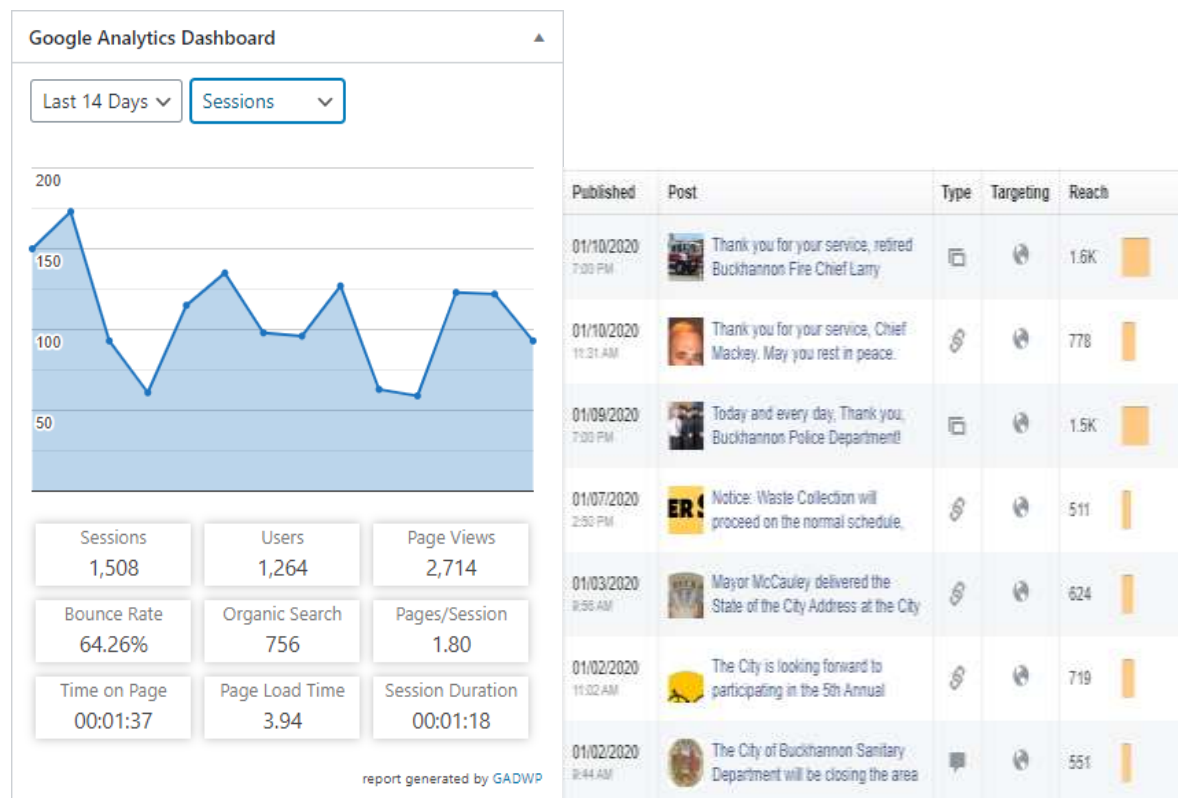 Google Analytics Dashboard
Last 14 Days
Sessions
200
150
100
50
Sessions
Users
Page Views
1,508
1,264
2,714
Bounce Rate
Organic Search
Pages/Session
64.26%
756
1.80
Time on Page
Page Load Time
Session Duration
00:01:37
3.94
00:01:18
report generated by GADWP
Published Post Type Targeting Reach
01/10/2020
7:00 PM
Thank you for your service, retired
Buckhannon Fire Chief Larry
1.6K
01/10/2020
11:31 AM
Thank you for your service, Chief
Mackey. May you rest in peace.
778
01/09/2020
7:00 PM
Today and every day, Thank you,
Buckhannon Police Department!
1.5K
01/07/2020
2:50 PM
ER S
Notice: Waste Collection will
proceed on the normal schedule,
511
01/03/2020
9:56 AM
Mayor McCauley delivered the
State of the City Address at the City
624
01/02/2020
11:02 AM
The City is looking forward to
participating in the 5th Annual
719
01/02/2020
9:44 AM
The City of Buckhannon Sanitary
Department will be closing the area
551